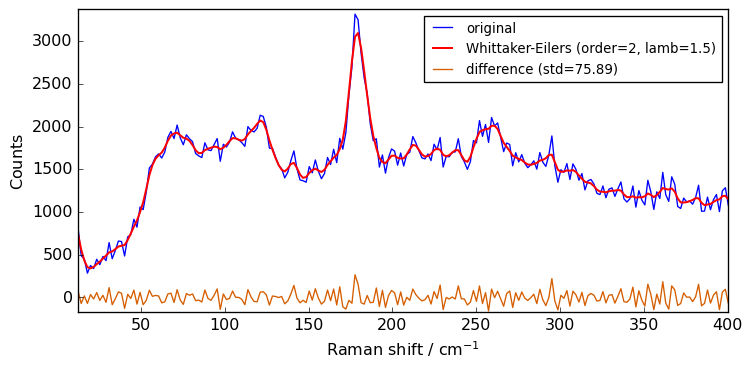 original
Whittaker-Eilers (order=2, lamb=1.5)
difference (std=75.89)
Counts
3000
2500
2000
1500
1000
500
0
50 100 150 200 250 300 350 400
Raman shift / cm⁻¹